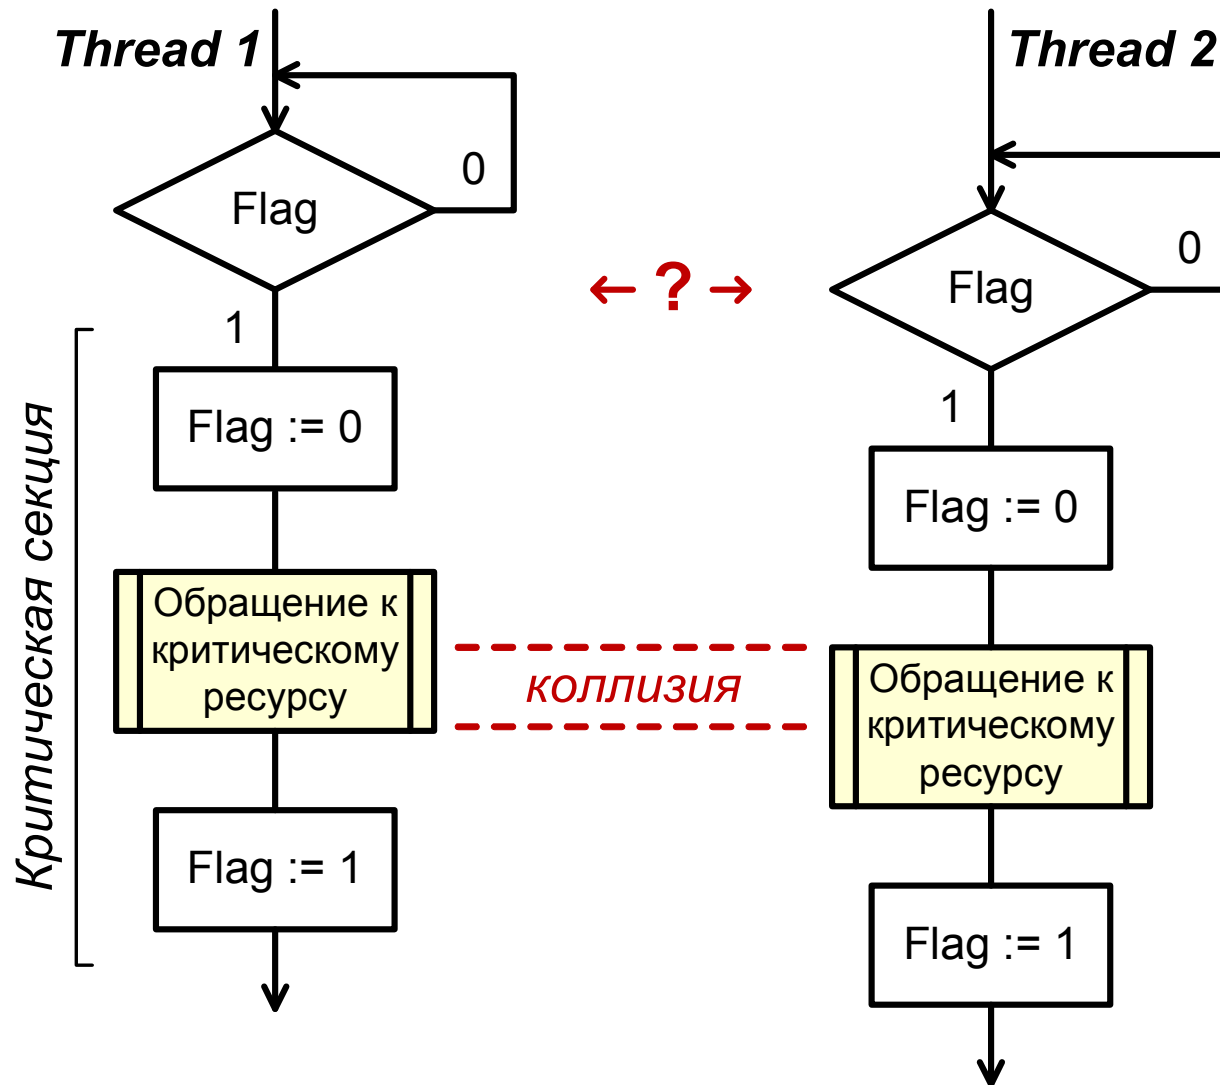 Thread 1
0
Flag
1
Flag := 0
Обращение к
критическому
ресурсу
Flag := 1
Критическая секция
← ? →
коллизия
Thread 2
0
Flag
1
Flag := 0
Обращение к
критическому
ресурсу
Flag := 1